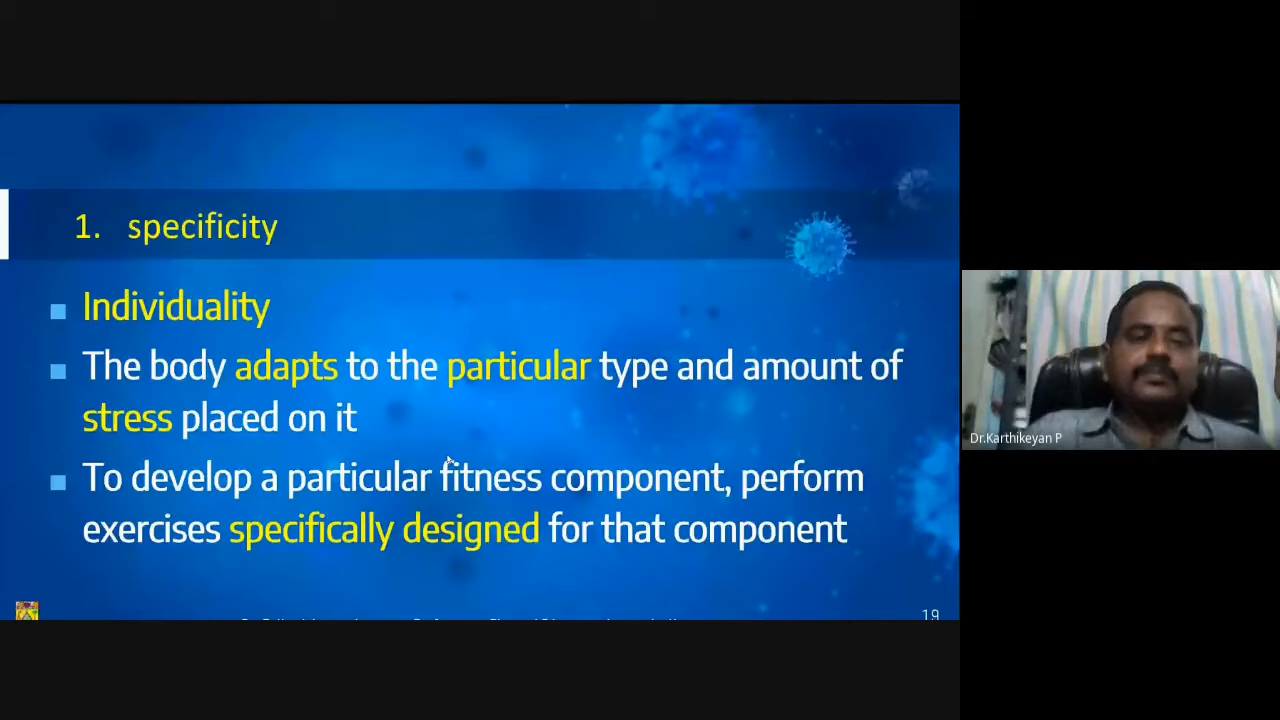 1. specificity
Individuality
The body adapts to the particular type and amount of
stress placed on it
To develop a particular fitness component, perform
exercises specifically designed for that component
19
Dr.Karthikeyan P